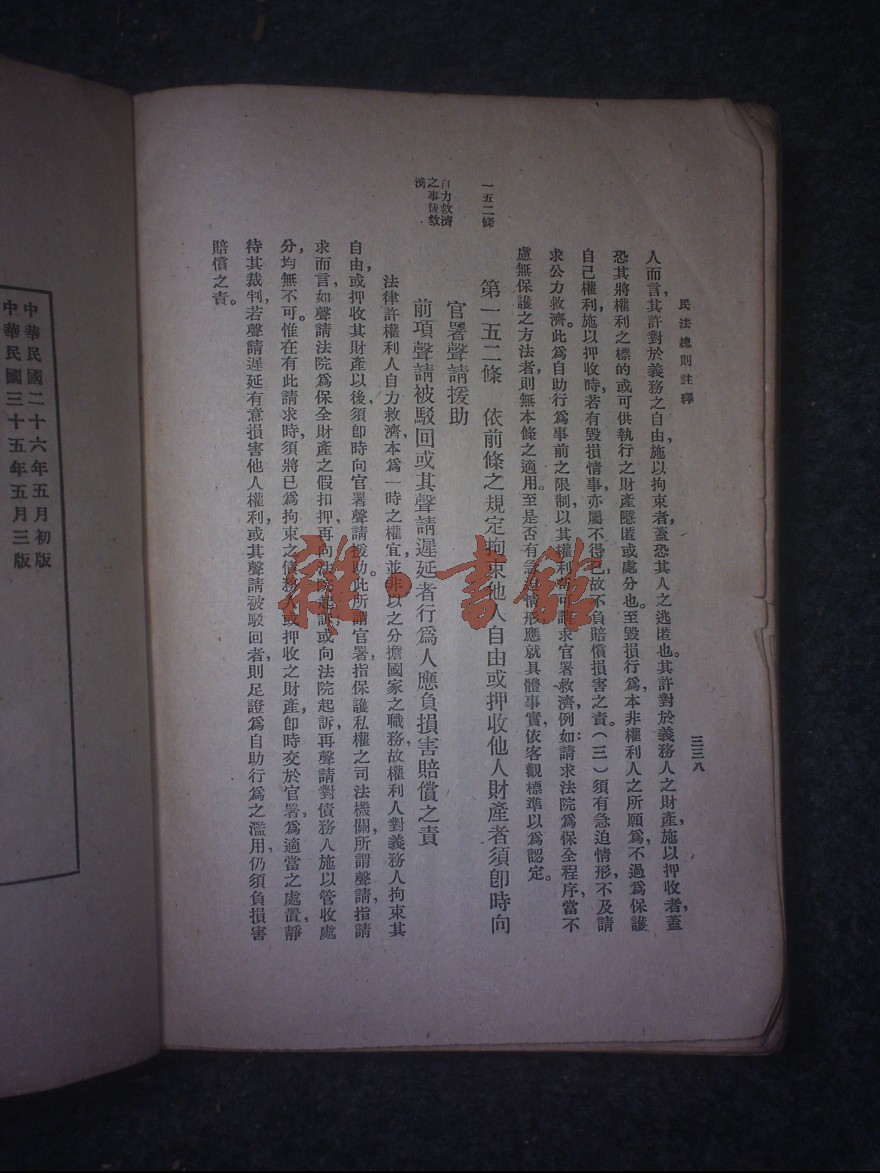 民法總則註釋
三三八
人而言，其許對於義務之自由，施以拘束者，蓋恐其人之逃匿也。其許對於義務人之財產，施以押收者，蓋
恐其將權利之標的或可供執行之財產隱匿或處分也。至毀損行爲，本非權利人之所願爲，不過爲保護
自己權利，施以押收時，若有毀損情事，亦屬不得已，故不負賠償損害之責。（三）須有急迫情形，不及請
求公力救濟。此爲自助行爲事前之限制，以其權利尙可請求官署救濟，例如：請求法院爲保全程序，當不
慮無保護之方法者，則無本條之適用。至是否有急迫情形，應就具體事實，依客觀標準以爲認定。
一五二條
第一五二條　依前條之規定拘束他人自由或押收他人財產者須卽時向
官署聲請援助
自力救濟
之事後救
濟
前項聲請被駁回或其聲請遲延者行爲人應負損害賠償之責
法律許權利人自力救濟，本爲一時之權宜，並非以之分擔國家之職務，故權利人對義務人拘束其
自由，或押收其財產以後，須卽時向官署聲請援助。此所謂官署，指保護私權之司法機關，所謂聲請，指請
求而言，如聲請法院爲保全財產之假扣押，再向法院起訴，或向法院起訴，再聲請對債務人施以管收處
分，均無不可。惟在有此請求時，須將已爲拘束之債務人或押收之財產，卽時交於官署，爲適當之處置，靜
待其裁判，若聲請遲延，有意損害他人權利，或其聲請被駁回者，則足證爲自助行爲之濫用，仍須負損害
賠償之責。
中華民國二十六年五月初版
中華民國三十五年五月三版
雜·書館